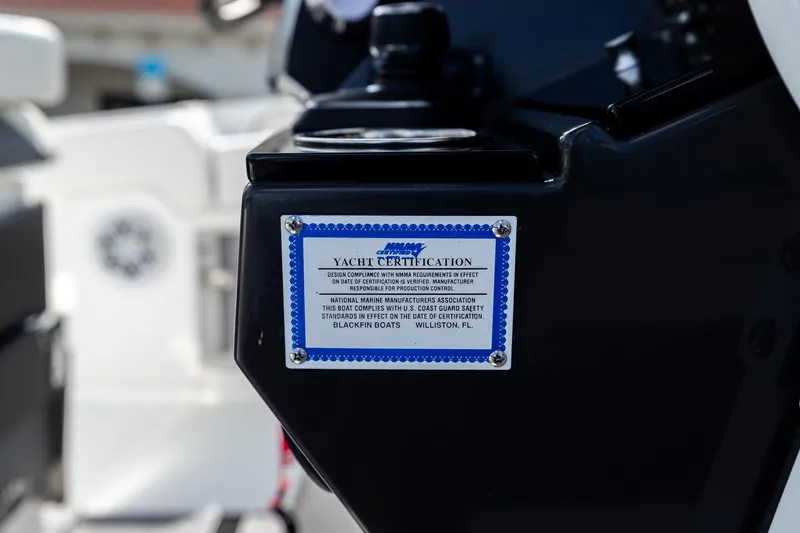 NMMA
CERTIFIED
YACHT CERTIFICATION
DESIGN COMPLIANCE WITH NMMA REQUIREMENTS IN EFFECT
ON DATE OF CERTIFICATION IS VERIFIED. MANUFACTURER
RESPONSIBLE FOR PRODUCTION CONTROL.
NATIONAL MARINE MANUFACTURERS ASSOCIATION
THIS BOAT COMPLIES WITH U.S. COAST GUARD SAFETY
STANDARDS IN EFFECT ON THE DATE OF CERTIFICATION.
BLACKFIN BOATS WILLISTON, FL.